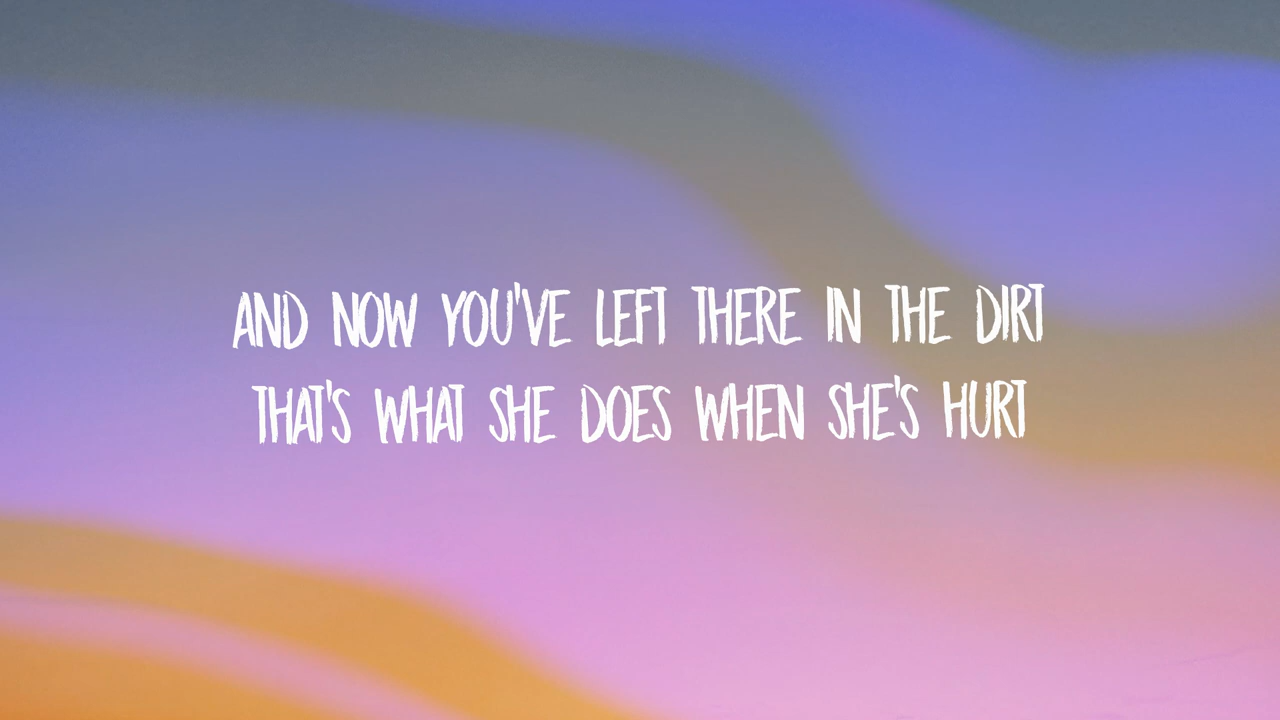 AND NOW YOU'VE LEFT THERE IN THE DIRT
THAT'S WHAT SHE DOES WHEN SHE'S HURT